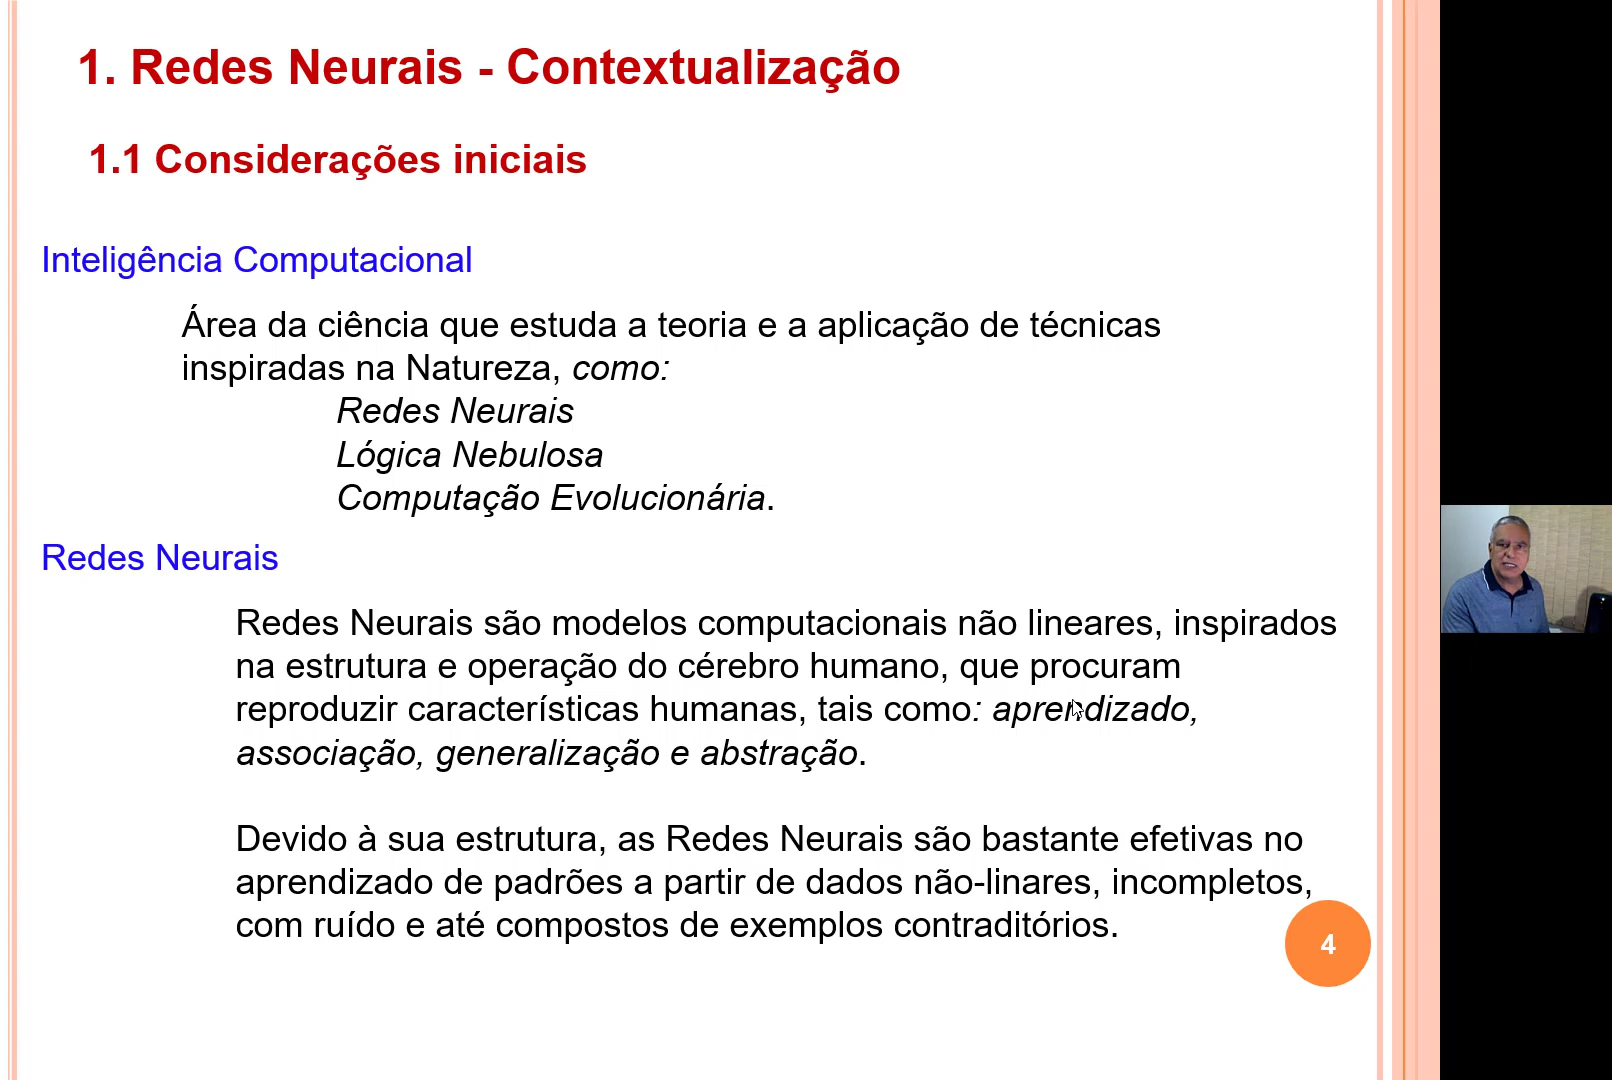 1. Redes Neurais - Contextualização
1.1 Considerações iniciais
Inteligência Computacional
Área da ciência que estuda a teoria e a aplicação de técnicas
inspiradas na Natureza, como:
Redes Neurais
Lógica Nebulosa
Computação Evolucionária.
Redes Neurais
Redes Neurais são modelos computacionais não lineares, inspirados
na estrutura e operação do cérebro humano, que procuram
reproduzir características humanas, tais como: aprendizado,
associação, generalização e abstração.
Devido à sua estrutura, as Redes Neurais são bastante efetivas no
aprendizado de padrões a partir de dados não-linares, incompletos,
com ruído e até compostos de exemplos contraditórios.
4